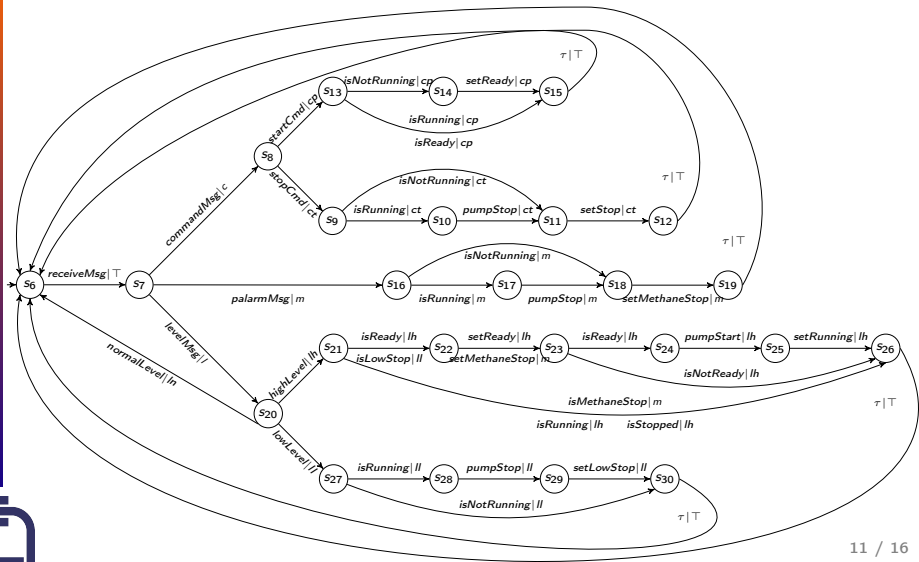 τ|⊤
isNotRunning|cp
setReady|cp
s13
s14
s15
startCmd|cp
isRunning|cp
isReady|cp
s8
stopCmd|ct
isNotRunning|ct
τ|⊤
commandMsg|c
isRunning|ct
pumpStop|ct
setStop|ct
s9
s10
s11
s12
τ|⊤
isNotRunning|m
receiveMsg|⊤
s6
s7
s16
s17
s18
s19
palarmMsg|m
isRunning|m
pumpStop|m
setMethaneStop|m
levelMsg|l
isReady|lh
setReady|lh
isReady|lh
pumpStart|lh
setRunning|lh
s21
s22
s23
s24
s25
s26
normalLevel|ln
highLevel|lh
isLowStop|ll
setMethaneStop|m
isNotReady|lh
isMethaneStop|m
τ|⊤
s20
isRunning|lh
isStopped|lh
lowLevel|ll
isRunning|ll
pumpStop|ll
setLowStop|ll
s27
s28
s29
s30
isNotRunning|ll
τ|⊤
11 / 16